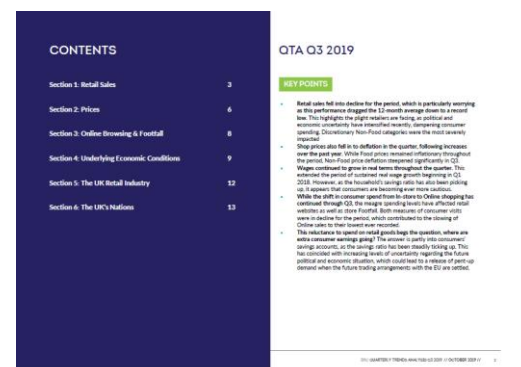 CONTENTS
Section 1: Retail Sales 3
Section 2: Prices 6
Section 3: Online Browsing & Footfall 8
Section 4: Underlying Economic Conditions 9
Section 5: The UK Retail Industry 12
Section 6: The UK's Nations 13
QTA Q3 2019
KEY POINTS
• Retail sales fell into decline for the period, which is particularly worrying
as this performance dragged the 12-month average down to a record
low. This highlights the plight retailers are facing, as political and
economic uncertainty have intensified recently, dampening consumer
spending. Discretionary Non-Food categories were the most severely
impacted
• Shop prices also fell in to deflation in the quarter, following increases
over the past year. While Food prices remained inflationary throughout
the period, Non-Food price deflation deepened significantly in Q3.
• Wages continued to grow in real terms throughout the quarter. This
extended the period of sustained real wage growth beginning in Q1
2018. However, as the household's savings ratio has also been picking
up, it appears that consumers are becoming ever more cautious.
• While the shift in consumer spend from In-store to Online shopping has
continued through Q3, the meagre spending levels have affected retail
websites as well as store Footfall. Both measures of consumer visits
were in decline for the period, which contributed to the slowing of
Online sales to their lowest ever recorded.
• This reluctance to spend on retail goods begs the question, where are
extra consumer earnings going? The answer is partly into consumers'
savings accounts, as the savings ratio has been steadily ticking up. This
has coincided with increasing levels of uncertainty regarding the future
political and economic situation, which could lead to a release of pent-up
demand when the future trading arrangements with the EU are settled.
QUARTERLY TRENDS ANALYSIS Q3 2019 // OCTOBER 2019 //